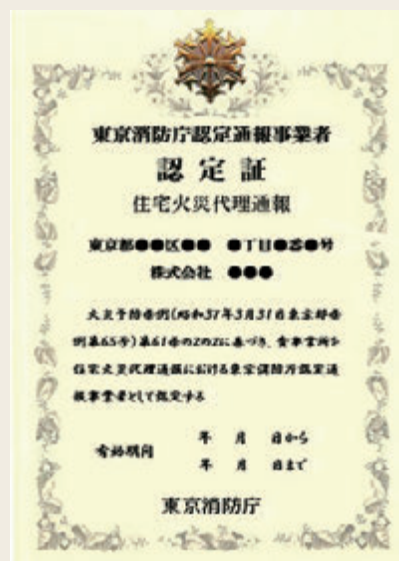 東京消防庁認定通報事業者
認定証
住宅火災代理通報
東京都●●区●● ●丁目●番●号
株式会社 ●●●
火災予防条例(昭和37年3月31日東京都条
例第65号)第61条の2の2に基づき、貴事業所を
住宅火災代理通報における東京消防庁認定通
報事業者として認定する
有効期間 年 月 日から
年 月 日まで
東京消防庁